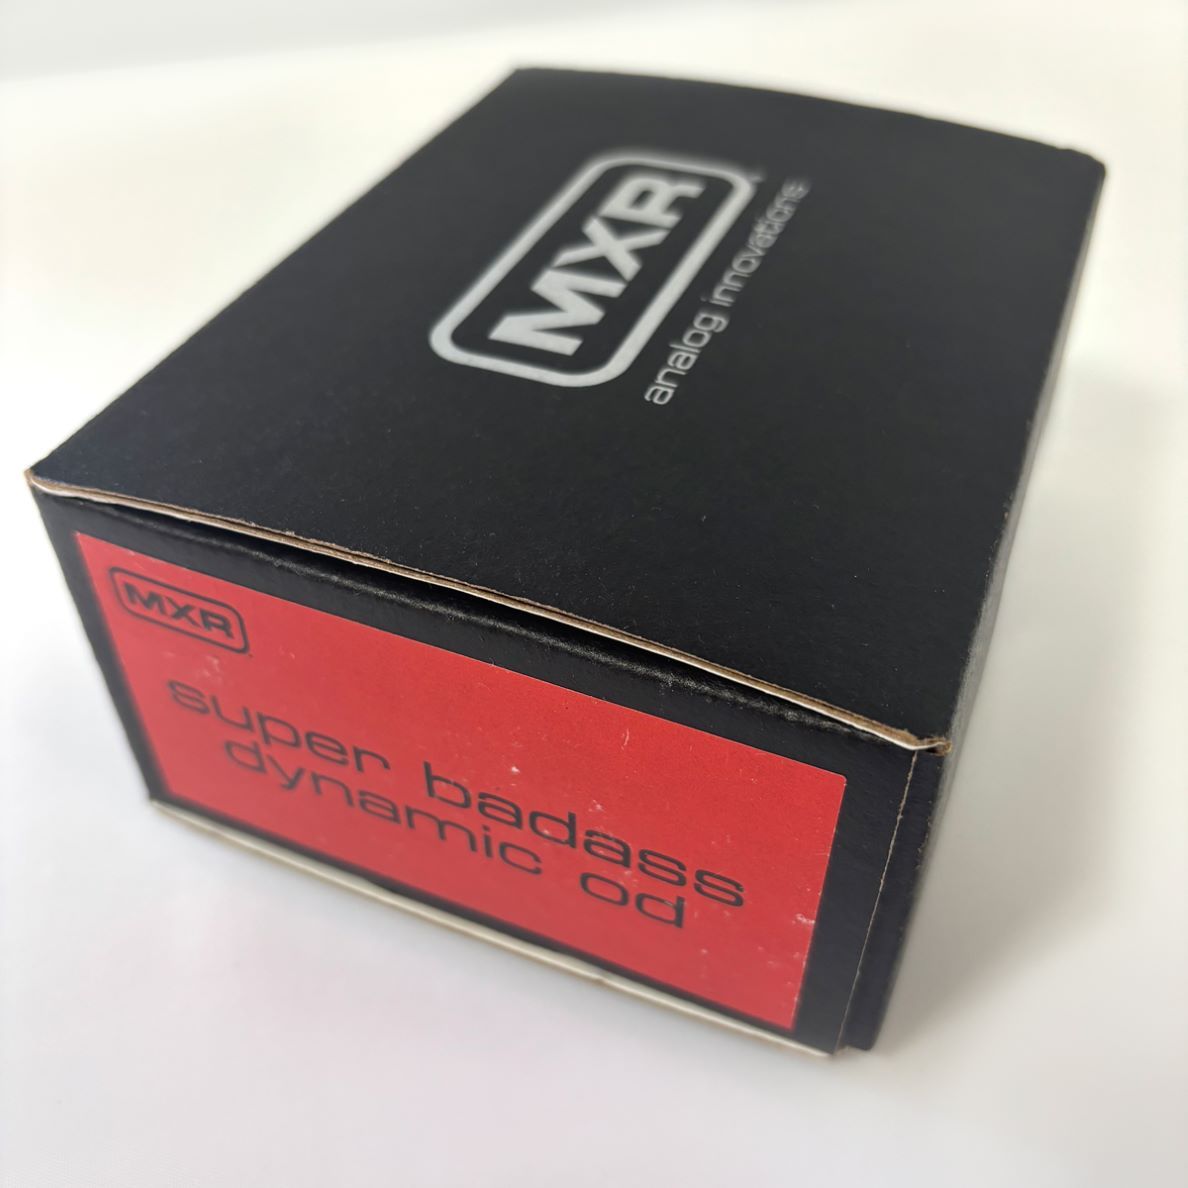 MXR
analog innovations
MXR
super badass
dynamic od